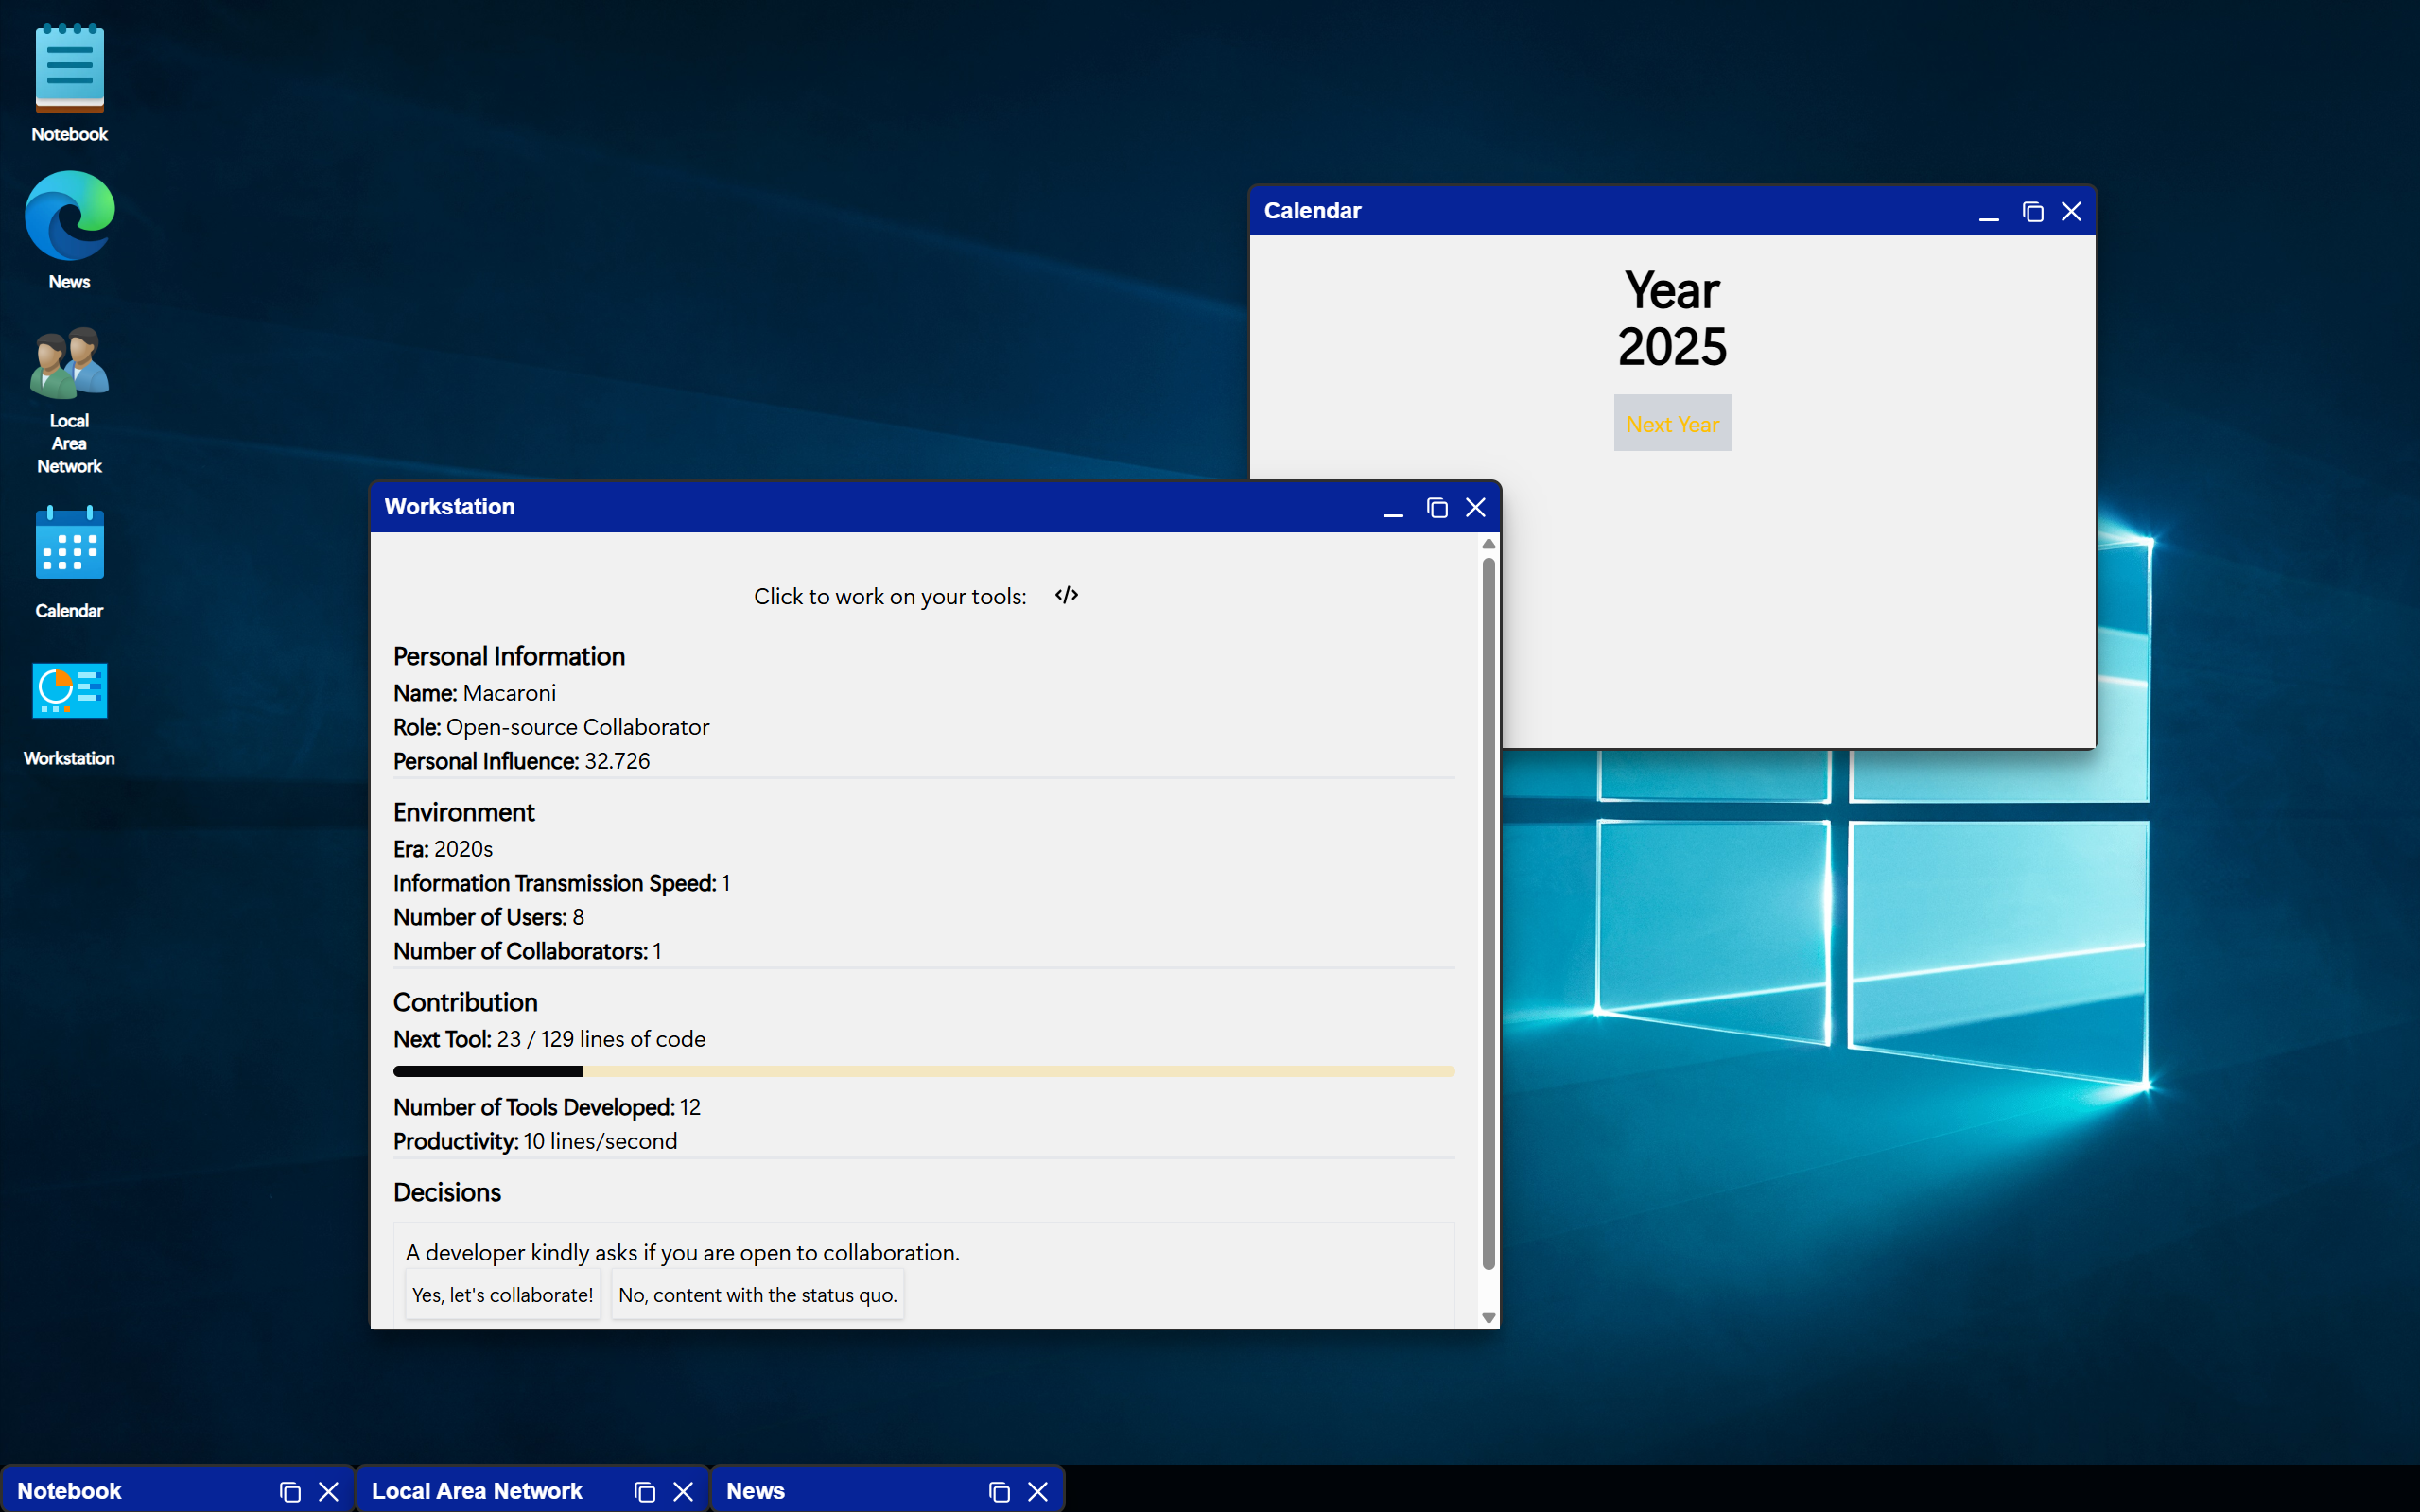 Notebook
News
Local
Area
Network
Calendar
Workstation
Calendar
Year
2025
Next Year
Workstation
Click to work on your tools: </>
Personal Information
Name: Macaroni
Role: Open-source Collaborator
Personal Influence: 32.726
Environment
Era: 2020s
Information Transmission Speed: 1
Number of Users: 8
Number of Collaborators: 1
Contribution
Next Tool: 23 / 129 lines of code
Number of Tools Developed: 12
Productivity: 10 lines/second
Decisions
A developer kindly asks if you are open to collaboration.
Yes, let's collaborate! No, content with the status quo.
Notebook Local Area Network News